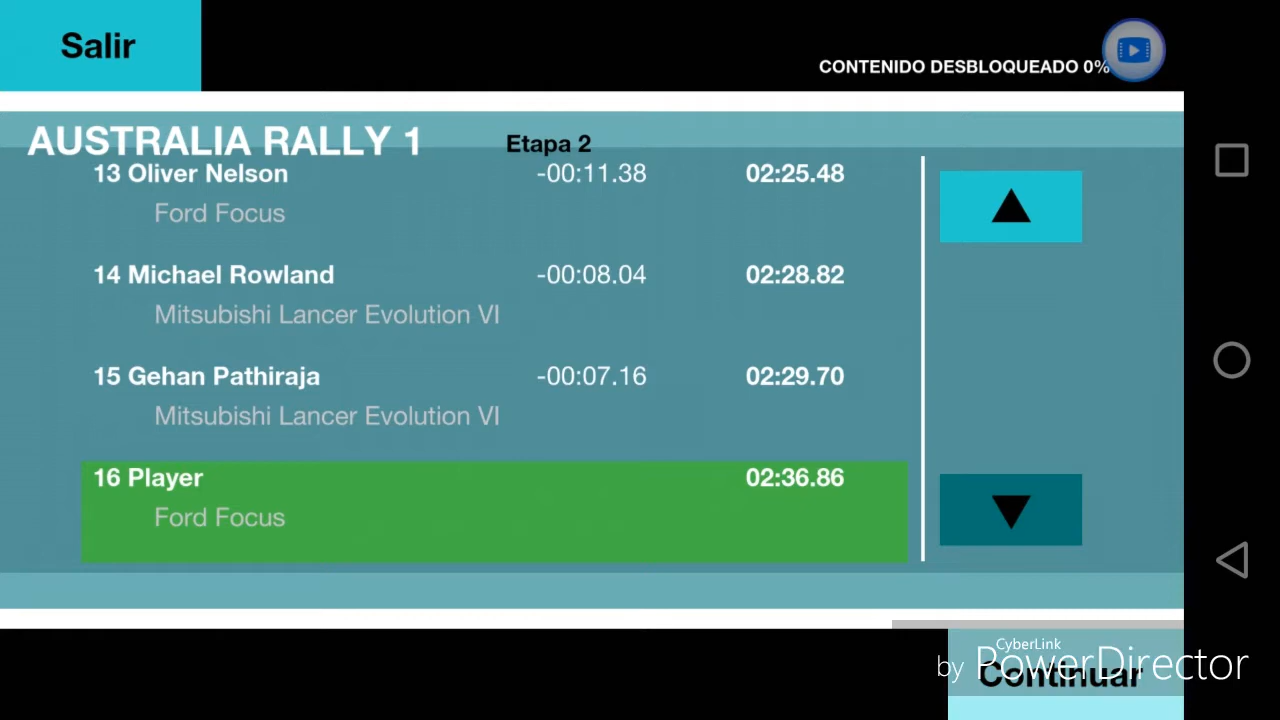 Salir
CONTENIDO DESBLOQUEADO 0%
AUSTRALIA RALLY 1 Etapa 2
13 Oliver Nelson -00:11.38 02:25.48
Ford Focus
14 Michael Rowland -00:08.04 02:28.82
Mitsubishi Lancer Evolution VI
15 Gehan Pathiraja -00:07.16 02:29.70
Mitsubishi Lancer Evolution VI
16 Player 02:36.86
Ford Focus
CyberLink
by PowerDirector
Continuar